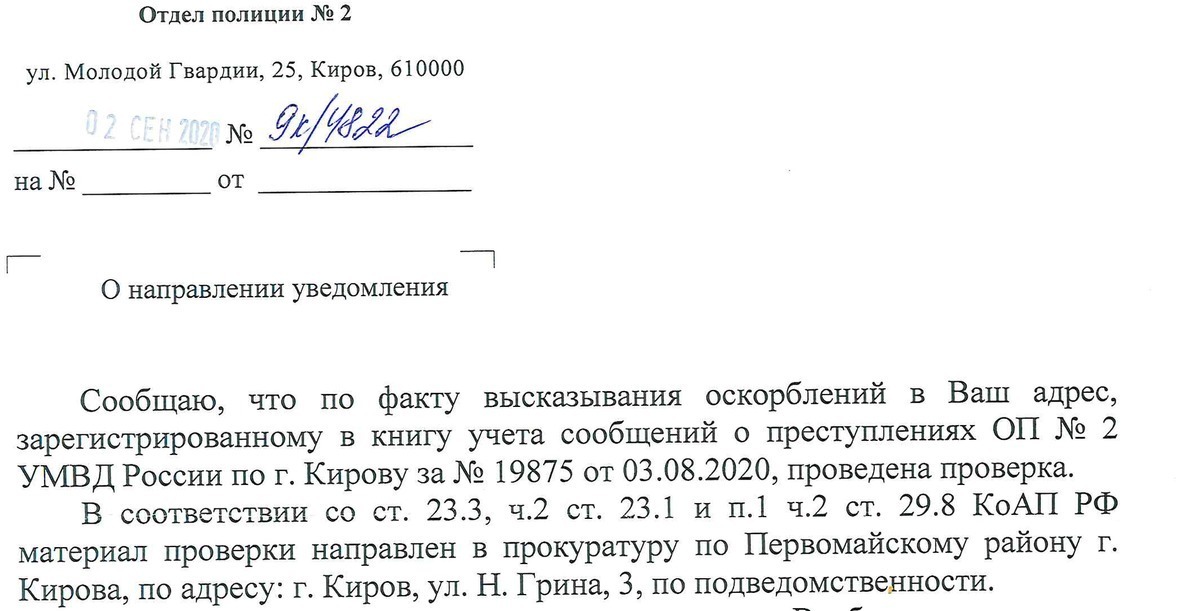 Отдел полиции № 2
ул. Молодой Гвардии, 25, Киров, 610000
02 СЕН 2020 № 9к/4822
на № ____________ от ____________
О направлении уведомления
Сообщаю, что по факту высказывания оскорблений в Ваш адрес,
зарегистрированному в книгу учета сообщений о преступлениях ОП № 2
УМВД России по г. Кирову за № 19875 от 03.08.2020, проведена проверка.
В соответствии со ст. 23.3, ч.2 ст. 23.1 и п.1 ч.2 ст. 29.8 КоАП РФ
материал проверки направлен в прокуратуру по Первомайскому району г.
Кирова, по адресу: г. Киров, ул. Н. Грина, 3, по подведомственности.